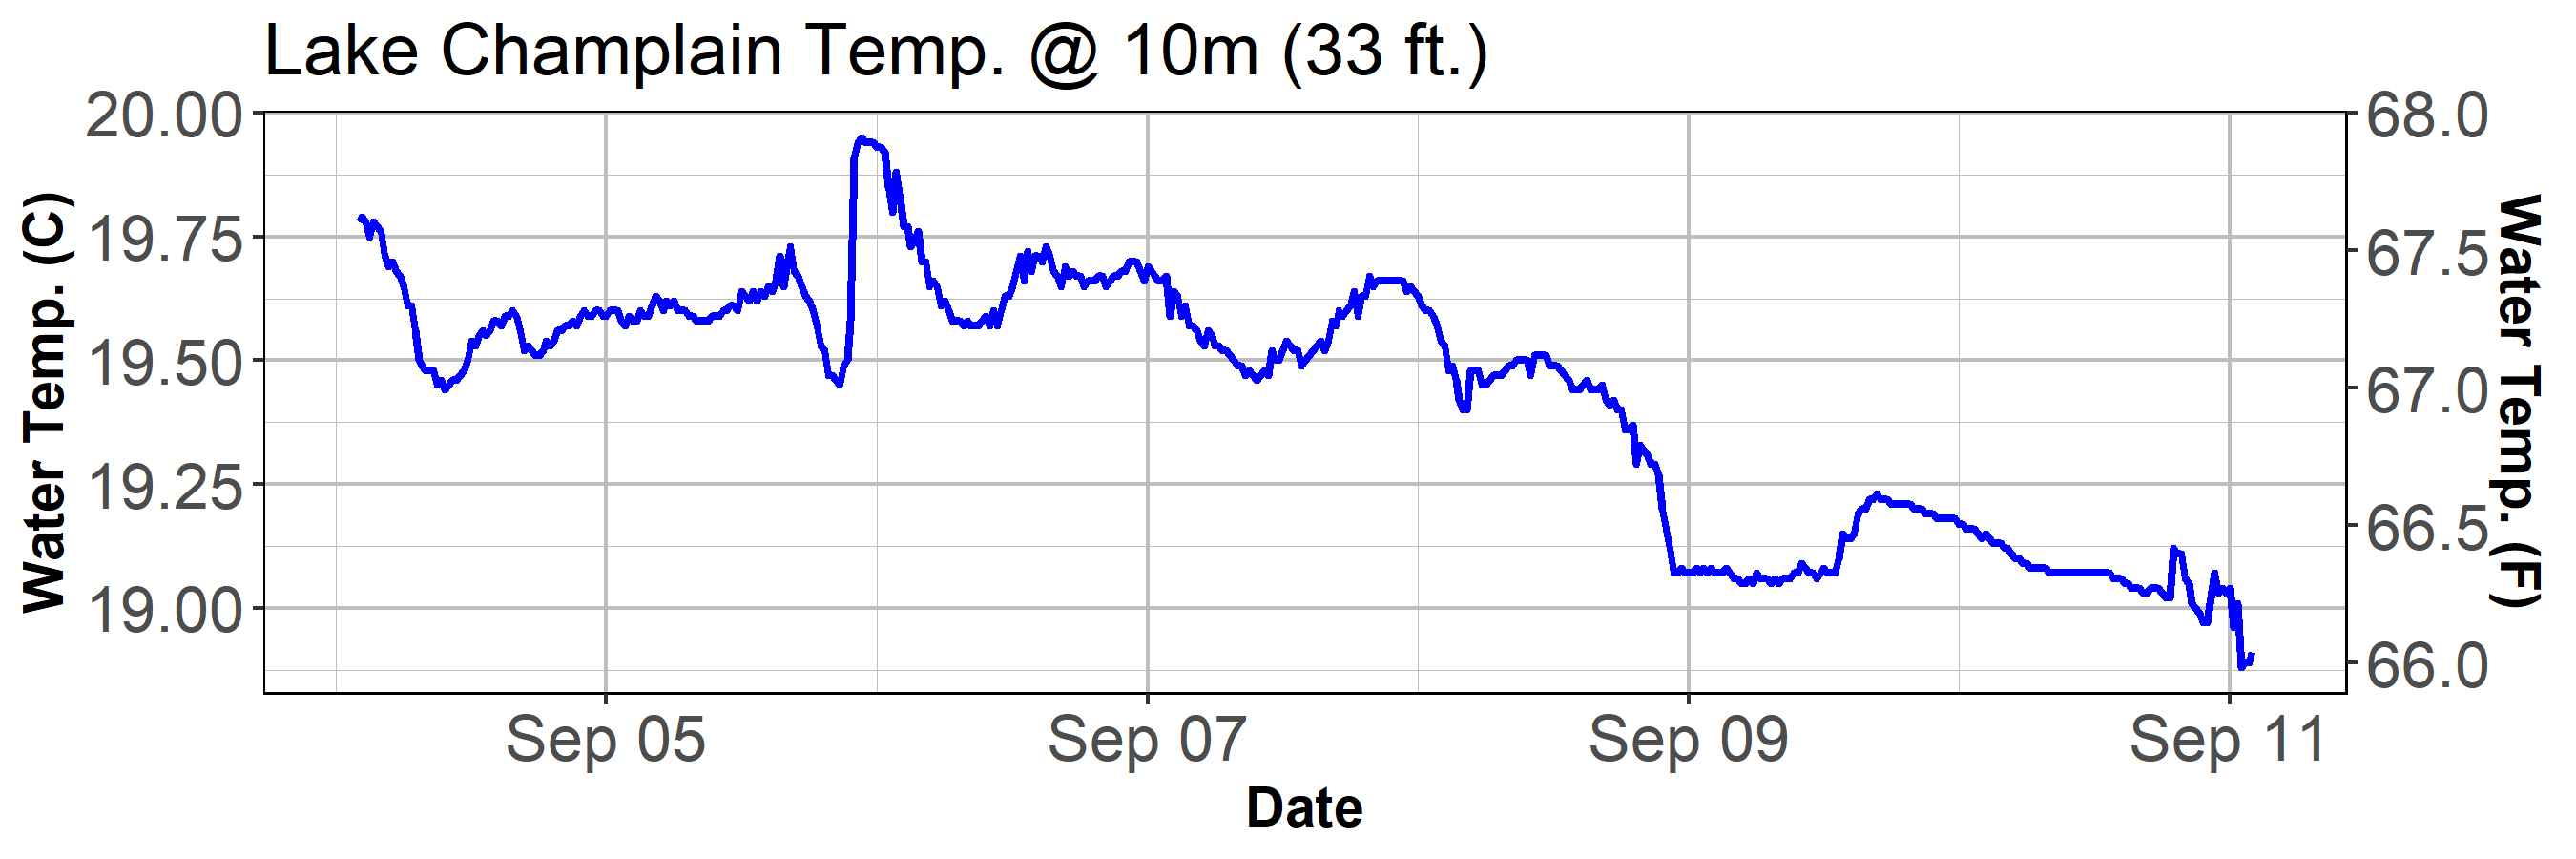 Lake Champlain Temp. @ 10m (33 ft.)
Water Temp. (C)
20.00
19.75
19.50
19.25
19.00
68.0
67.5
67.0
66.5
66.0
Water Temp. (F)
Sep 05
Sep 07
Sep 09
Sep 11
Date